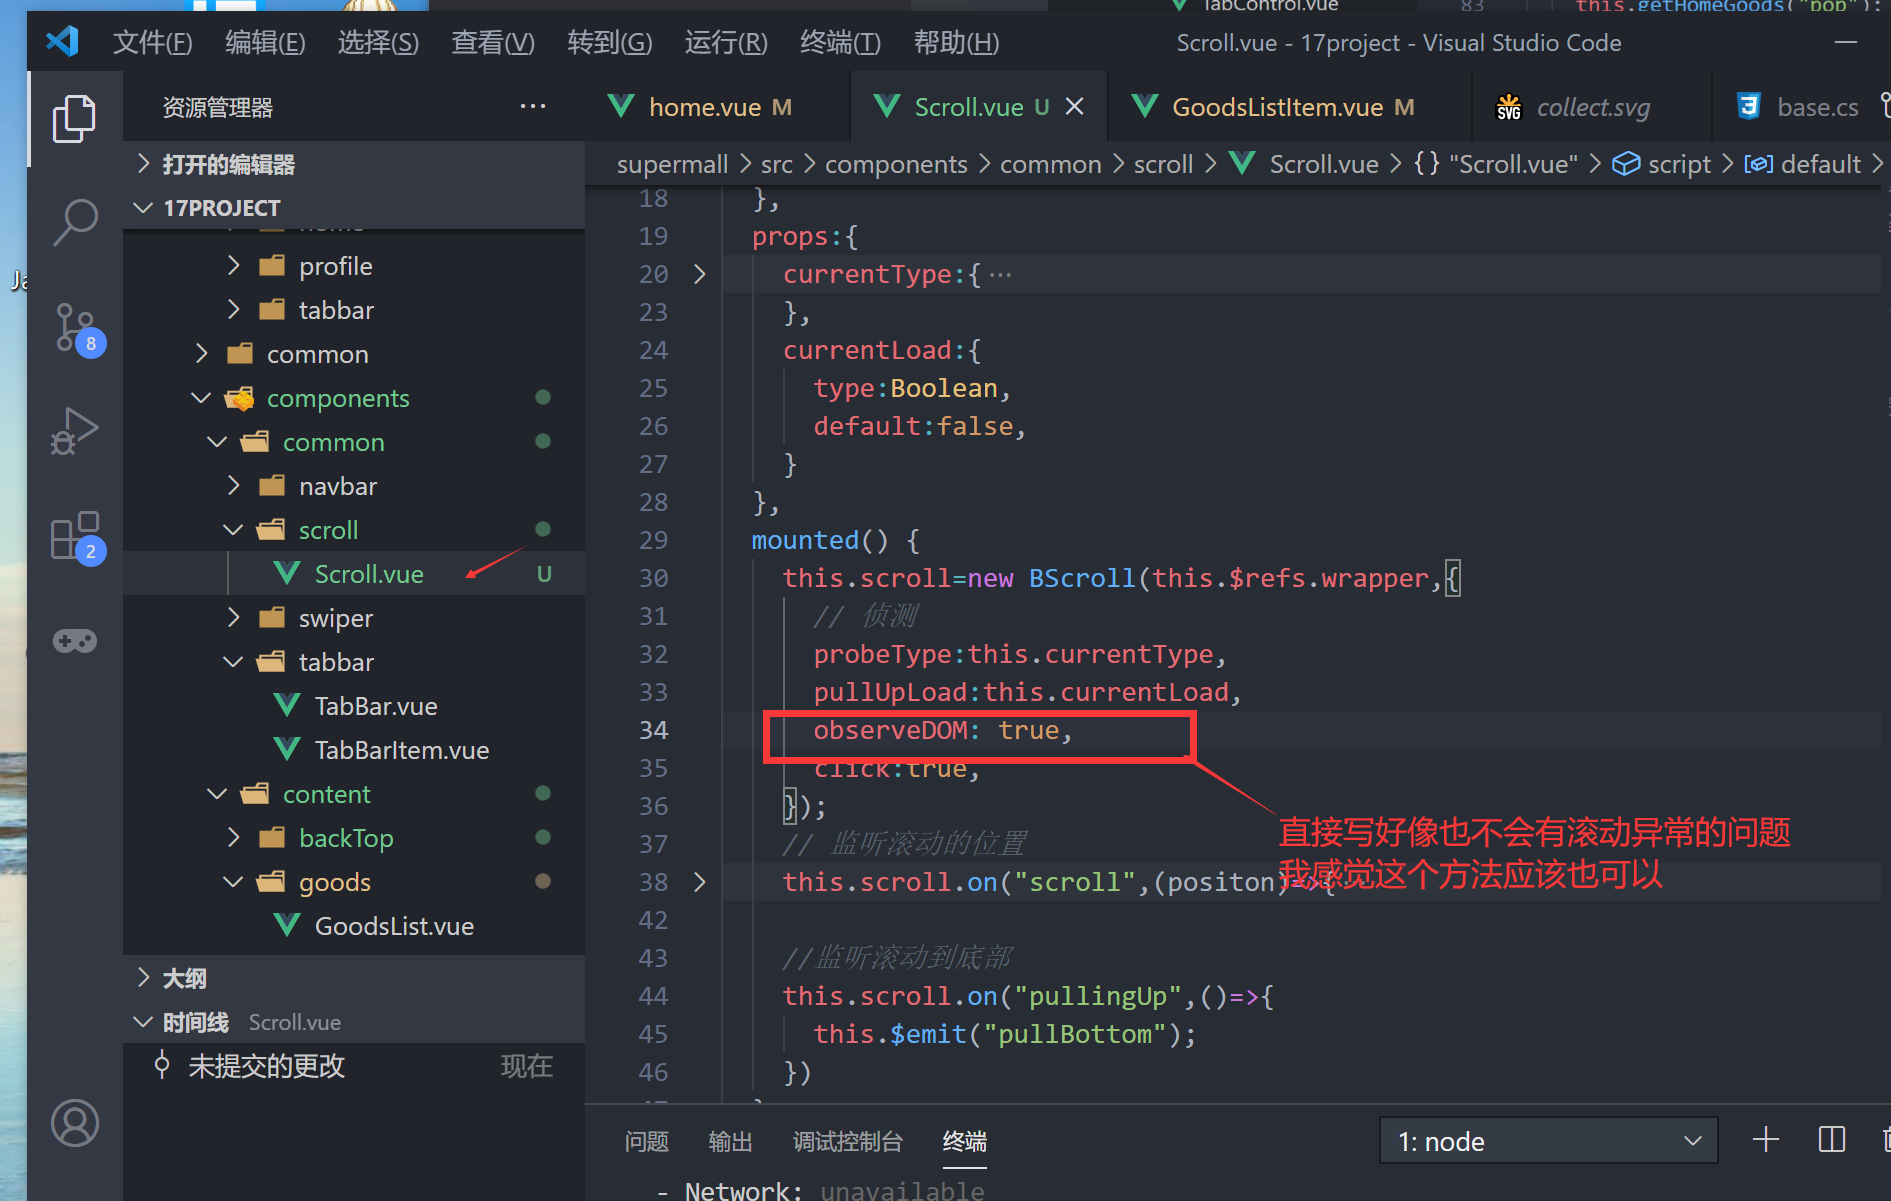 TabControl.vue
83
this.getHomeGoods("pop");
文件(F) 编辑(E) 选择(S) 查看(V) 转到(G) 运行(R) 终端(T) 帮助(H)
Scroll.vue - 17project - Visual Studio Code
资源管理器 ···
home.vue M
Scroll.vue U
GoodsListItem.vue M
SVG collect.svg
base.cs
打开的编辑器
17PROJECT
supermall > src > components > common > scroll > Scroll.vue > {} "Scroll.vue" > script > default >
Ja
home
profile
tabbar
common
components
common
navbar
scroll
Scroll.vue U
swiper
tabbar
TabBar.vue
TabBarItem.vue
content
backTop
goods
GoodsList.vue
大纲
时间线 Scroll.vue
未提交的更改 现在
8
2
18 },
19 props:{
20 currentType:{ ···
23 },
24 currentLoad:{
25 type:Boolean,
26 default:false,
27 }
28 },
29 mounted() {
30 this.scroll=new BScroll(this.$refs.wrapper,{
31 // 侦测
32 probeType:this.currentType,
33 pullUpLoad:this.currentLoad,
34 observeDOM: true,
35 click:true,
36 });
37 // 监听滚动的位置
38 this.scroll.on("scroll",(positon)=>{
42
43 //监听滚动到底部
44 this.scroll.on("pullingUp",()=>{
45 this.$emit("pullBottom");
46 })
直接写好像也不会有滚动异常的问题
我感觉这个方法应该也可以
问题 输出 调试控制台 终端
1: node
- Network: unavailable